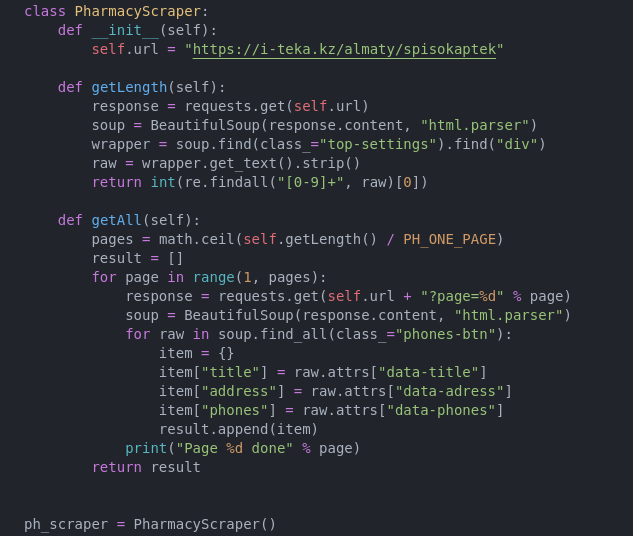 class PharmacyScraper:
    def __init__(self):
        self.url = "https://i-teka.kz/almaty/spisokaptek"

    def getLength(self):
        response = requests.get(self.url)
        soup = BeautifulSoup(response.content, "html.parser")
        wrapper = soup.find(class_="top-settings").find("div")
        raw = wrapper.get_text().strip()
        return int(re.findall("[0-9]+", raw)[0])

    def getAll(self):
        pages = math.ceil(self.getLength() / PH_ONE_PAGE)
        result = []
        for page in range(1, pages):
            response = requests.get(self.url + "?page=%d" % page)
            soup = BeautifulSoup(response.content, "html.parser")
            for raw in soup.find_all(class_="phones-btn"):
                item = {}
                item["title"] = raw.attrs["data-title"]
                item["address"] = raw.attrs["data-adress"]
                item["phones"] = raw.attrs["data-phones"]
                result.append(item)
            print("Page %d done" % page)
        return result


ph_scraper = PharmacyScraper()